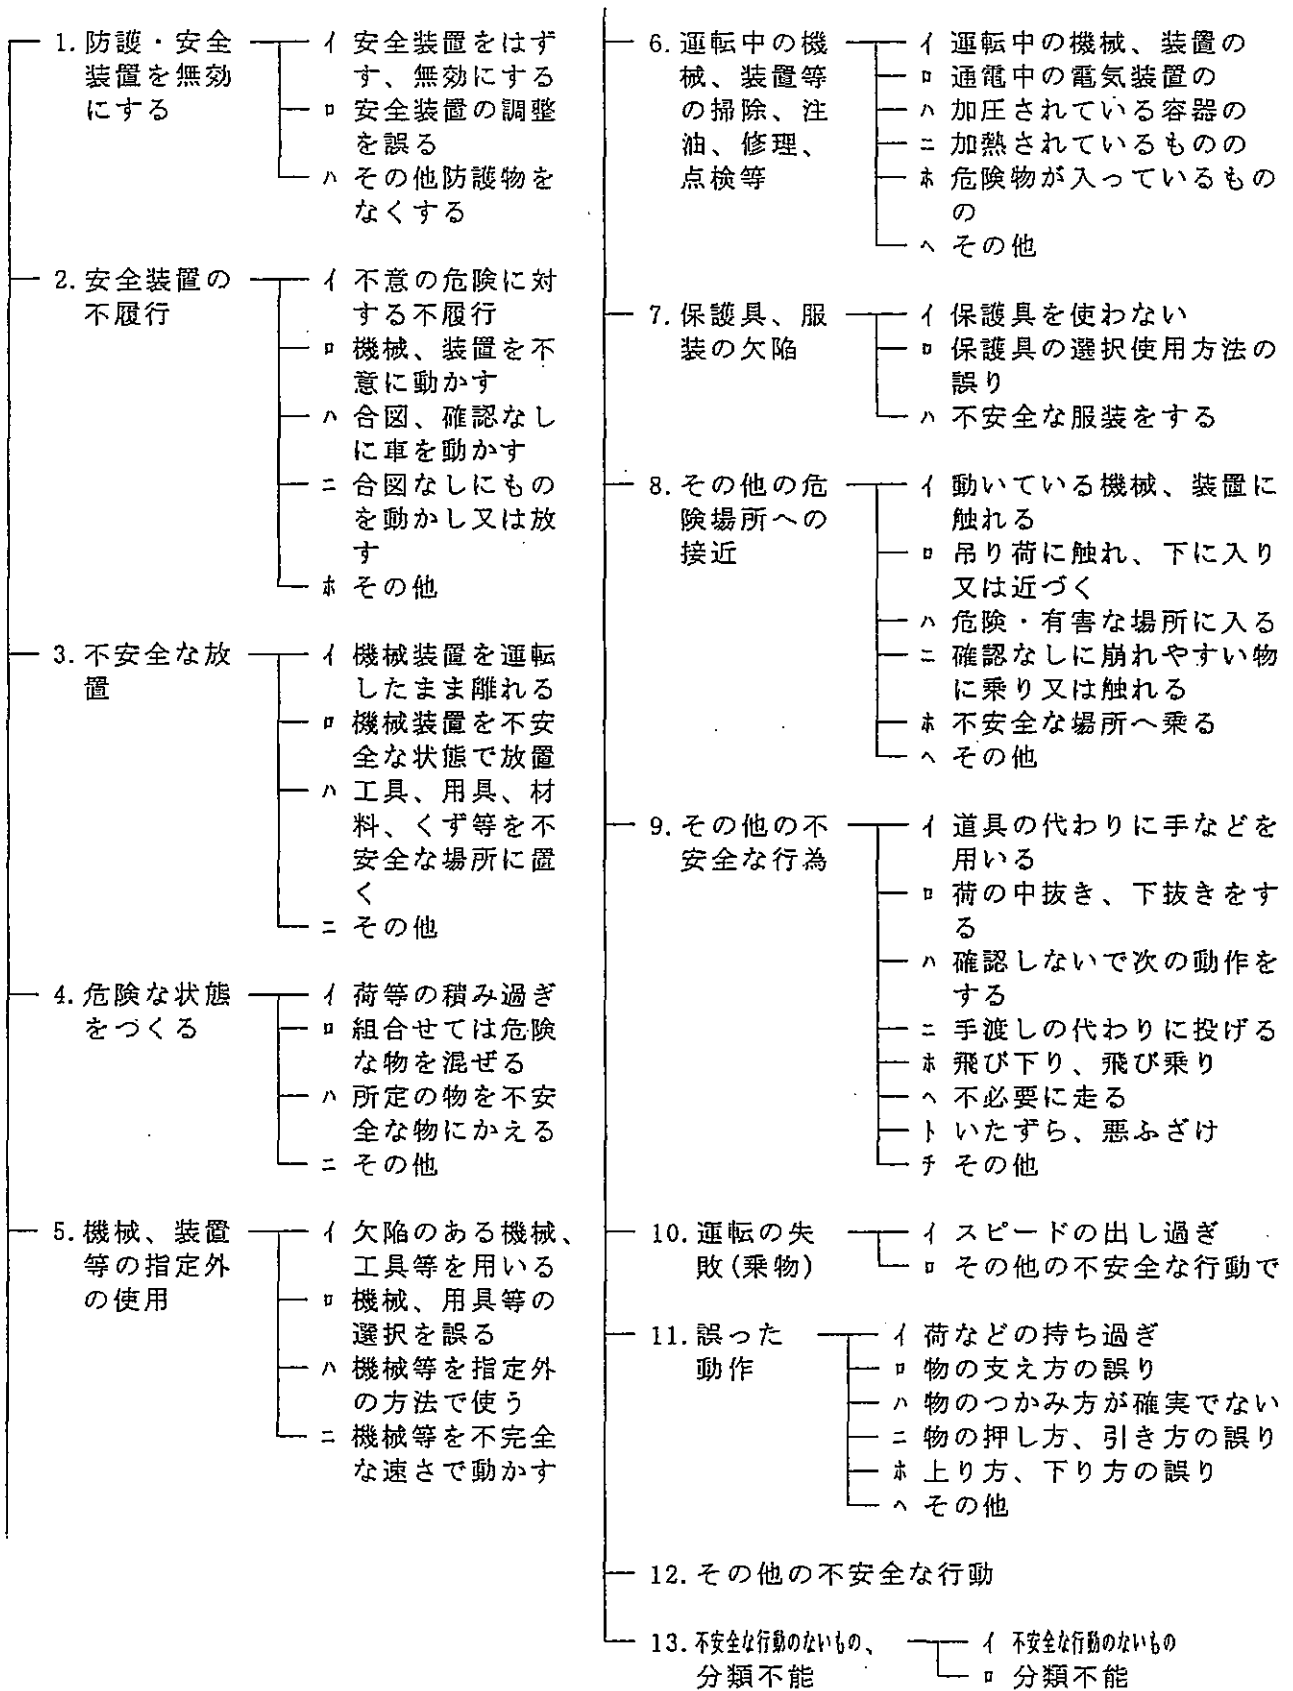 1. 防護・安全 イ 安全装置をはず
装置を無効 す、無効にする
にする ロ 安全装置の調整
を誤る
ハ その他防護物を
なくする
2. 安全装置の イ 不意の危険に対
不履行 する不履行
ロ 機械、装置を不
意に動かす
ハ 合図、確認なし
に車を動かす
ニ 合図なしにもの
を動かし又は放
す
ホ その他
3. 不安全な放 イ 機械装置を運転
置 したまま離れる
ロ 機械装置を不安
全な状態で放置
ハ 工具、用具、材
料、くず等を不
安全な場所に置
く
ニ その他
4. 危険な状態 イ 荷等の積み過ぎ
をづくる ロ 組合せては危険
な物を混ぜる
ハ 所定の物を不安
全な物にかえる
ニ その他
5. 機械、装置 イ 欠陥のある機械、
等の指定外 工具等を用いる
の使用 ロ 機械、用具等の
選択を誤る
ハ 機械等を指定外
の方法で使う
ニ 機械等を不完全
な速さで動かす
6. 運転中の機 イ 運転中の機械、装置の
械、装置等 ロ 通電中の電気装置の
の掃除、注 ハ 加圧されている容器の
油、修理、 ニ 加熱されているものの
点検等 ホ 危険物が入っているもの
の
ヘ その他
7. 保護具、服 イ 保護具を使わない
装の欠陥 ロ 保護具の選択使用方法の
誤り
ハ 不安全な服装をする
8. その他の危 イ 動いている機械、装置に
険場所への 触れる
接近 ロ 吊り荷に触れ、下に入り
又は近づく
ハ 危険・有害な場所に入る
ニ 確認なしに崩れやすい物
に乗り又は触れる
ホ 不安全な場所へ乗る
ヘ その他
9. その他の不 イ 道具の代わりに手などを
安全な行為 用いる
ロ 荷の中抜き、下抜きをす
る
ハ 確認しないで次の動作を
する
ニ 手渡しの代わりに投げる
ホ 飛び下り、飛び乗り
ヘ 不必要に走る
ト いたずら、悪ふざけ
チ その他
10. 運転の失 イ スピードの出し過ぎ
敗(乗物) ロ その他の不安全な行動で
11. 誤った イ 荷などの持ち過ぎ
動作 ロ 物の支え方の誤り
ハ 物のつかみ方が確実でない
ニ 物の押し方、引き方の誤り
ホ 上り方、下り方の誤り
ヘ その他
12. その他の不安全な行動
13. 不安全な行動のないもの、 イ 不安全な行動のないもの
分類不能 ロ 分類不能